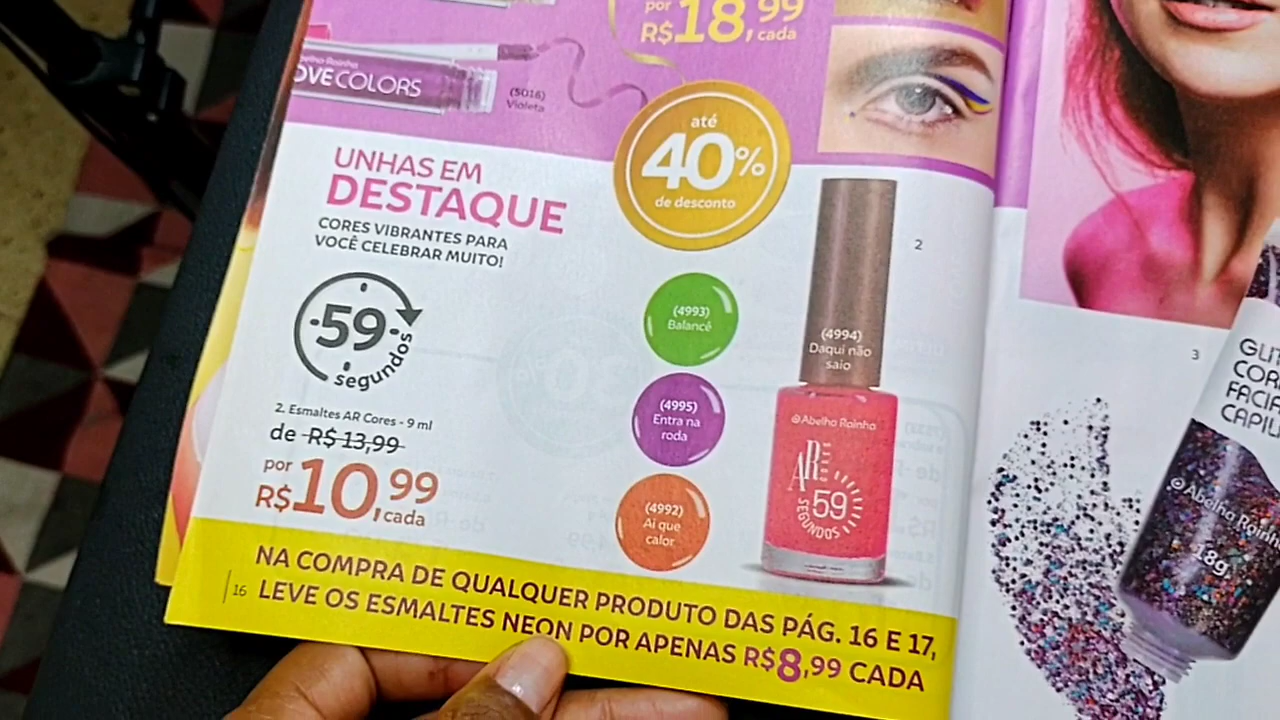 por
R$18,99
cada
Abelha Rainha
OVE COLORS
(5016)
Violeta
até
40%
de desconto
UNHAS EM
DESTAQUE
CORES VIBRANTES PARA
VOCÊ CELEBRAR MUITO!
59
segundos
2. Esmaltes AR Cores - 9 ml
de R$ 13,99
por
R$10,99
cada
(4993)
Balancê
(4995)
Entra na
roda
(4992)
Ai que
calor
2
(4994)
Daqui não
saio
Abelha Rainha
AR
59
SEGUNDOS
NA COMPRA DE QUALQUER PRODUTO DAS PÁG. 16 E 17,
LEVE OS ESMALTES NEON POR APENAS R$8,99 CADA
16
3
GLIT
COR
FACIA
CAPIL
Abelha Rainh
18g